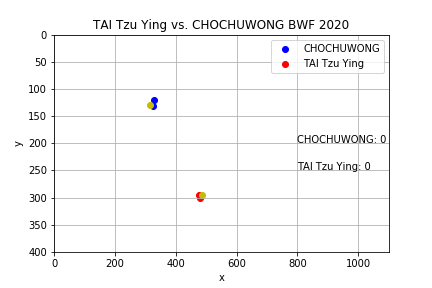 TAI Tzu Ying vs. CHOCHUWONG BWF 2020
CHOCHUWONG
TAI Tzu Ying
CHOCHUWONG: 0
TAI Tzu Ying: 0
0
50
100
150
200
250
300
350
400
y
0 200 400 600 800 1000
x